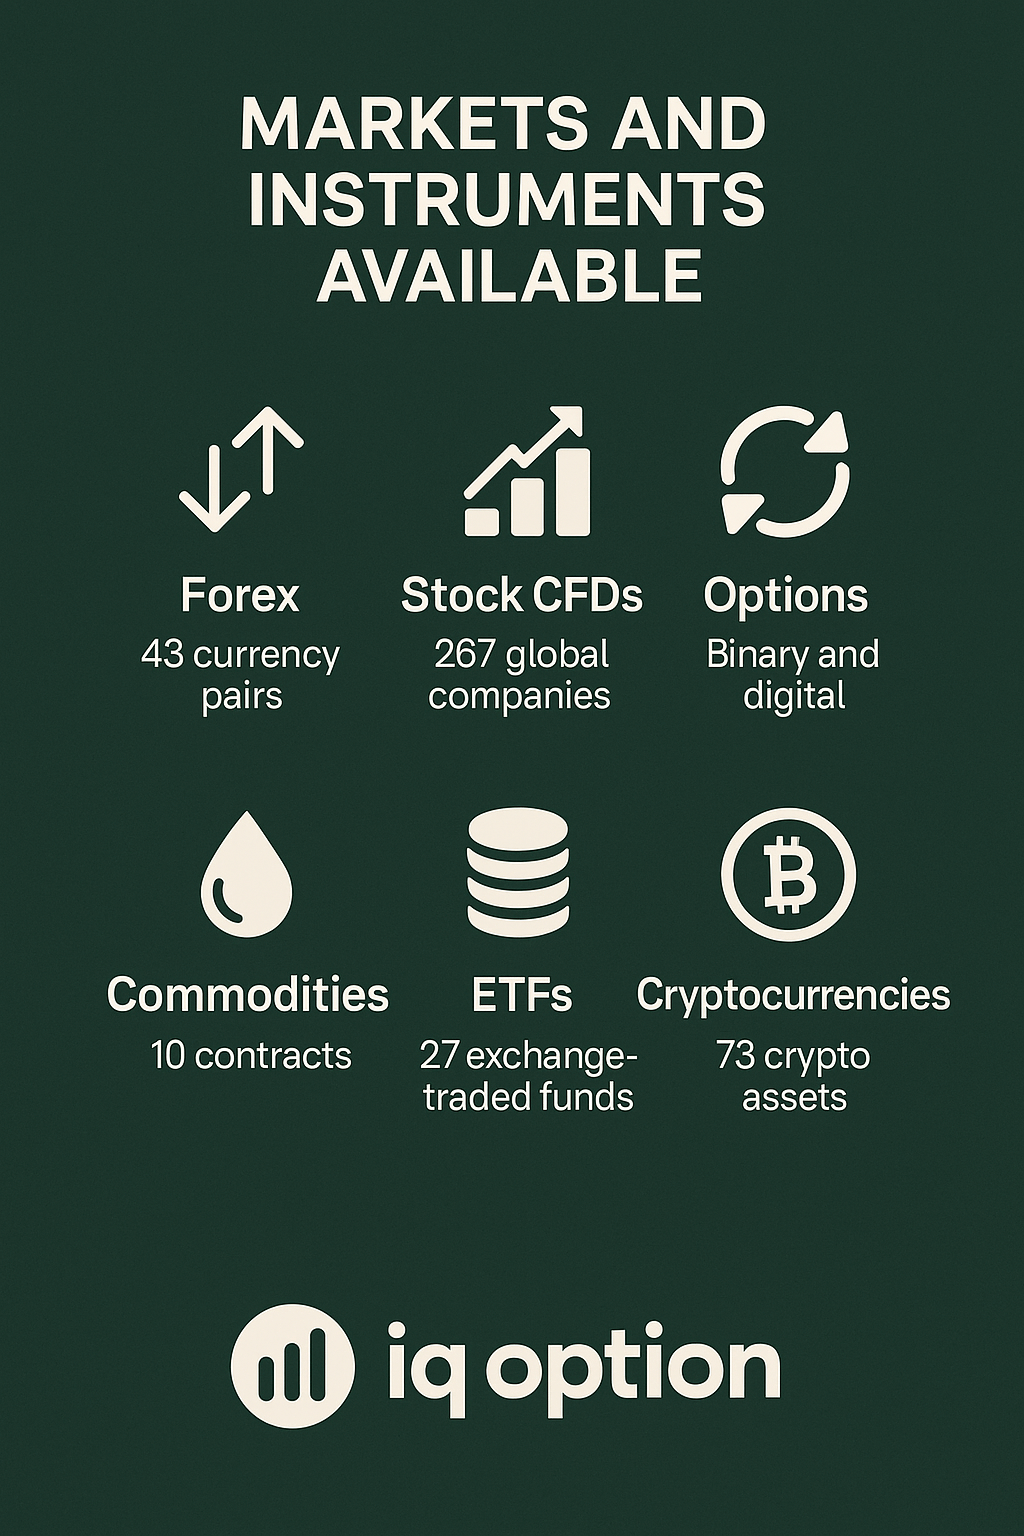 MARKETS AND
INSTRUMENTS
AVAILABLE
Forex
43 currency
pairs
Stock CFDs
267 global
companies
Options
Binary and
digital
Commodities
10 contracts
ETFs
27 exchange-
traded funds
Cryptocurrencies
73 crypto
assets
iq option